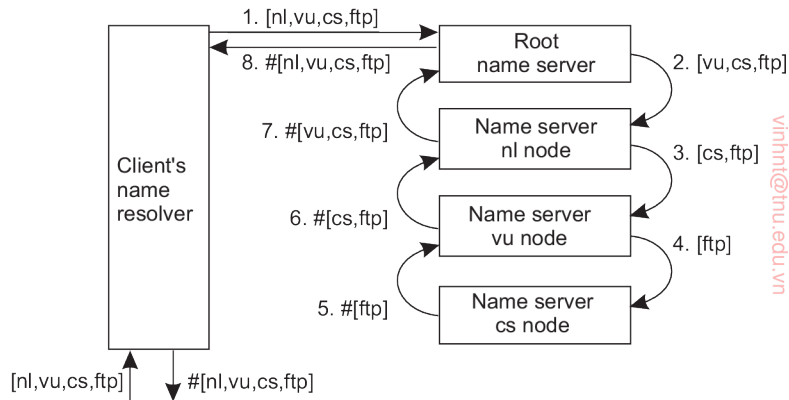 1. [nl,vu,cs,ftp]
8. #[nl,vu,cs,ftp]
Root
name server
2. [vu,cs,ftp]
7. #[vu,cs,ftp]
Name server
nl node
3. [cs,ftp]
Client's
name
resolver
6. #[cs,ftp]
Name server
vu node
4. [ftp]
5. #[ftp]
Name server
cs node
[nl,vu,cs,ftp]
#[nl,vu,cs,ftp]
vinhnt@tnu.edu.vn